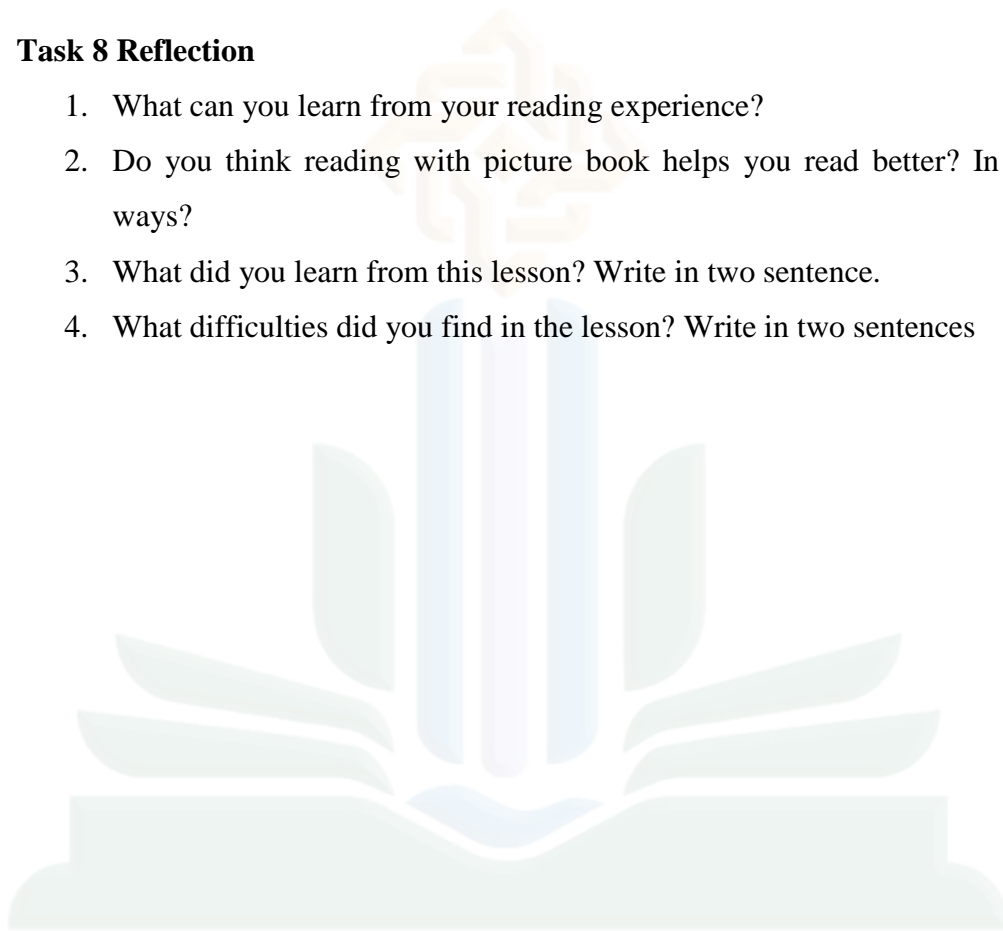 Task 8 Reflection
1. What can you learn from your reading experience?
2. Do you think reading with picture book helps you read better? In
ways?
3. What did you learn from this lesson? Write in two sentence.
4. What difficulties did you find in the lesson? Write in two sentences